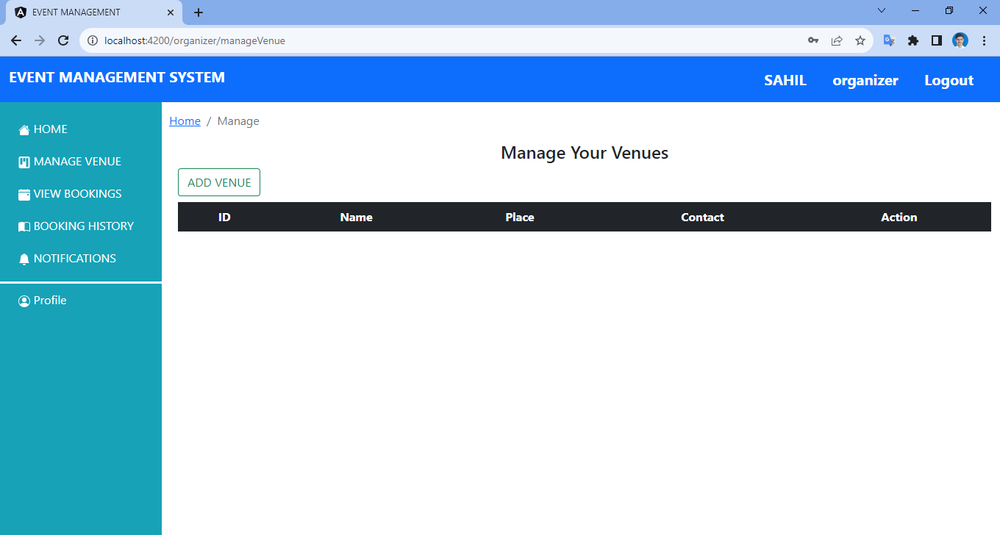 EVENT MANAGEMENT
localhost:4200/organizer/manageVenue
EVENT MANAGEMENT SYSTEM
SAHIL organizer Logout
HOME
MANAGE VENUE
VIEW BOOKINGS
BOOKING HISTORY
NOTIFICATIONS
Profile
Home / Manage
Manage Your Venues
ADD VENUE
ID Name Place Contact Action